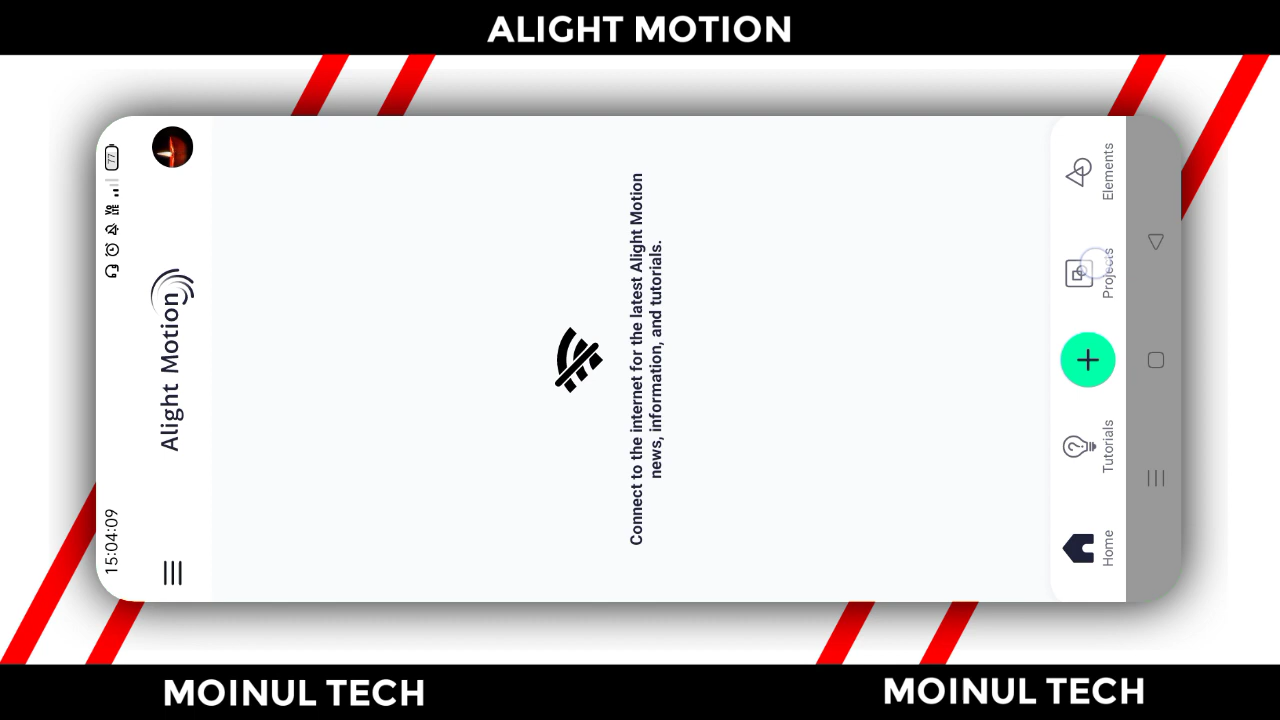 ALIGHT MOTION
15:04:09
77
Alight Motion
Connect to the internet for the latest Alight Motion
news, information, and tutorials.
Home
Tutorials
Projects
Elements
MOINUL TECH
MOINUL TECH